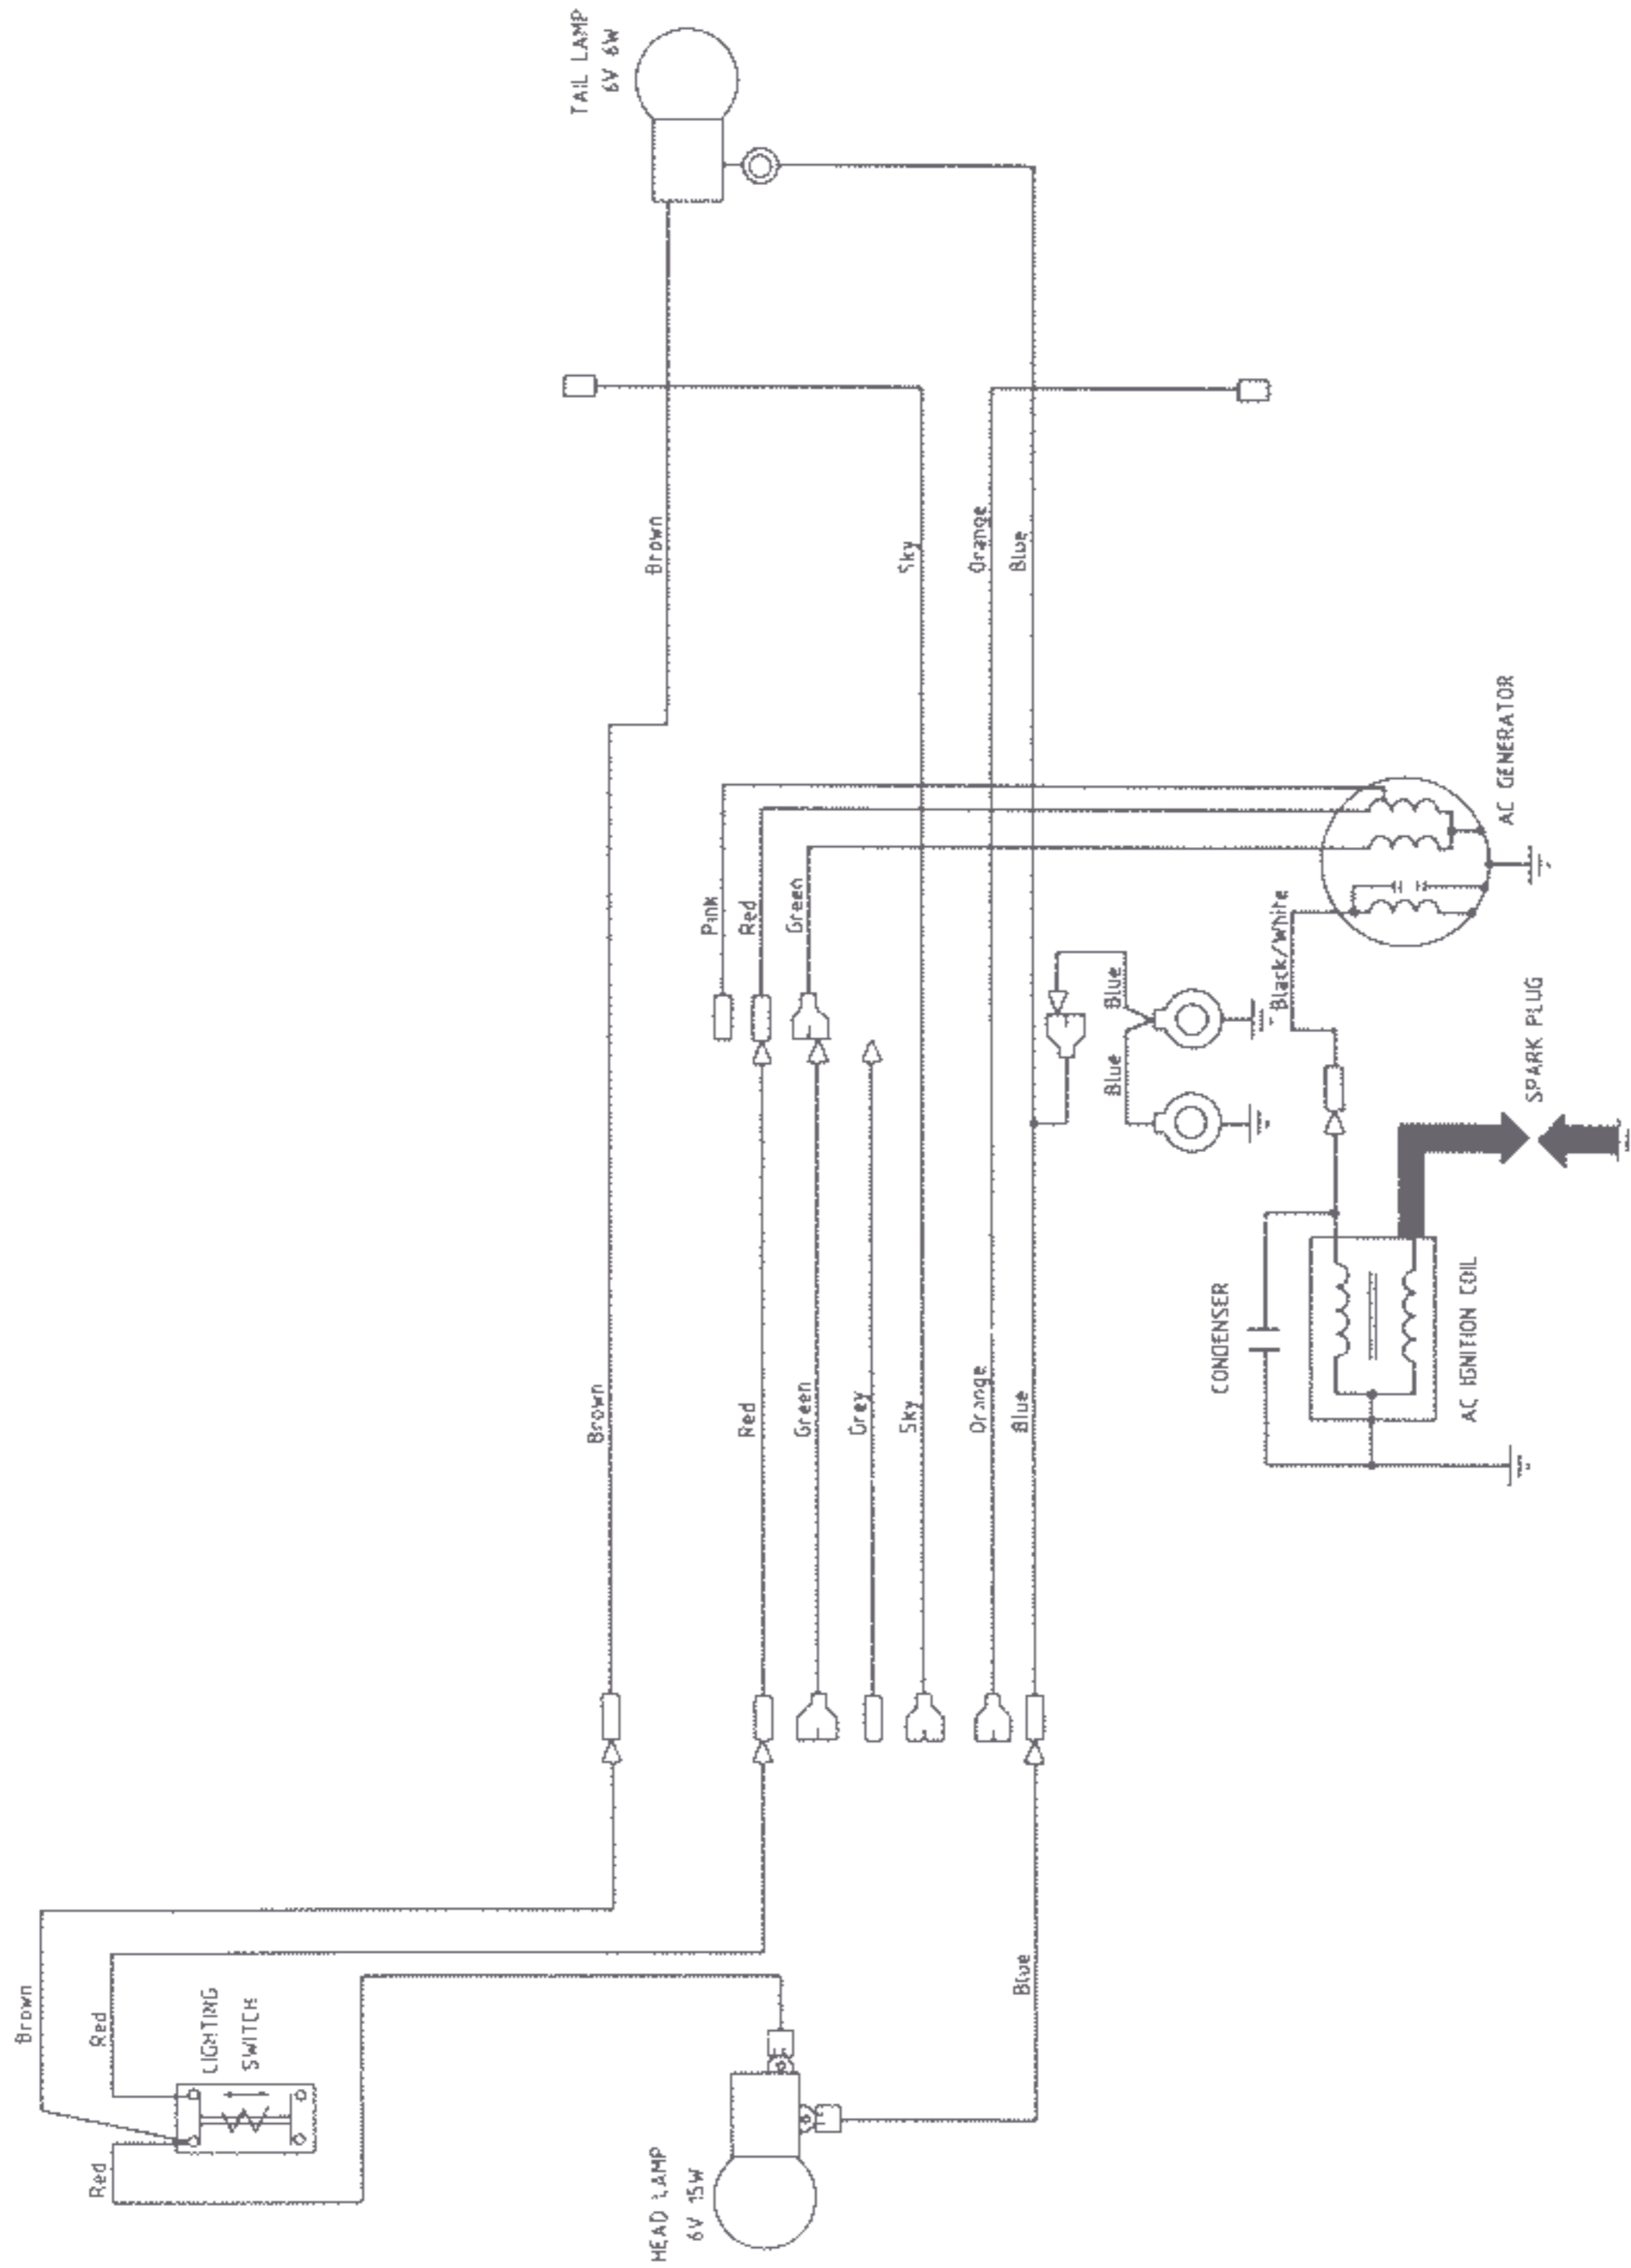 TAIL LAMP
6V 6W
Brown
Sky
Orange
Blue
AC GENERATOR
Pink
Red
Green
Black/White
Blue
Blue
SPARK PLUG
CONDENSER
AC IGNITION COIL
Brown
Red
Green
Grey
Sky
Orange
Blue
Brown
Red
LIGHTING
SWITCH
Blue
Red
HEAD LAMP
6V 15W